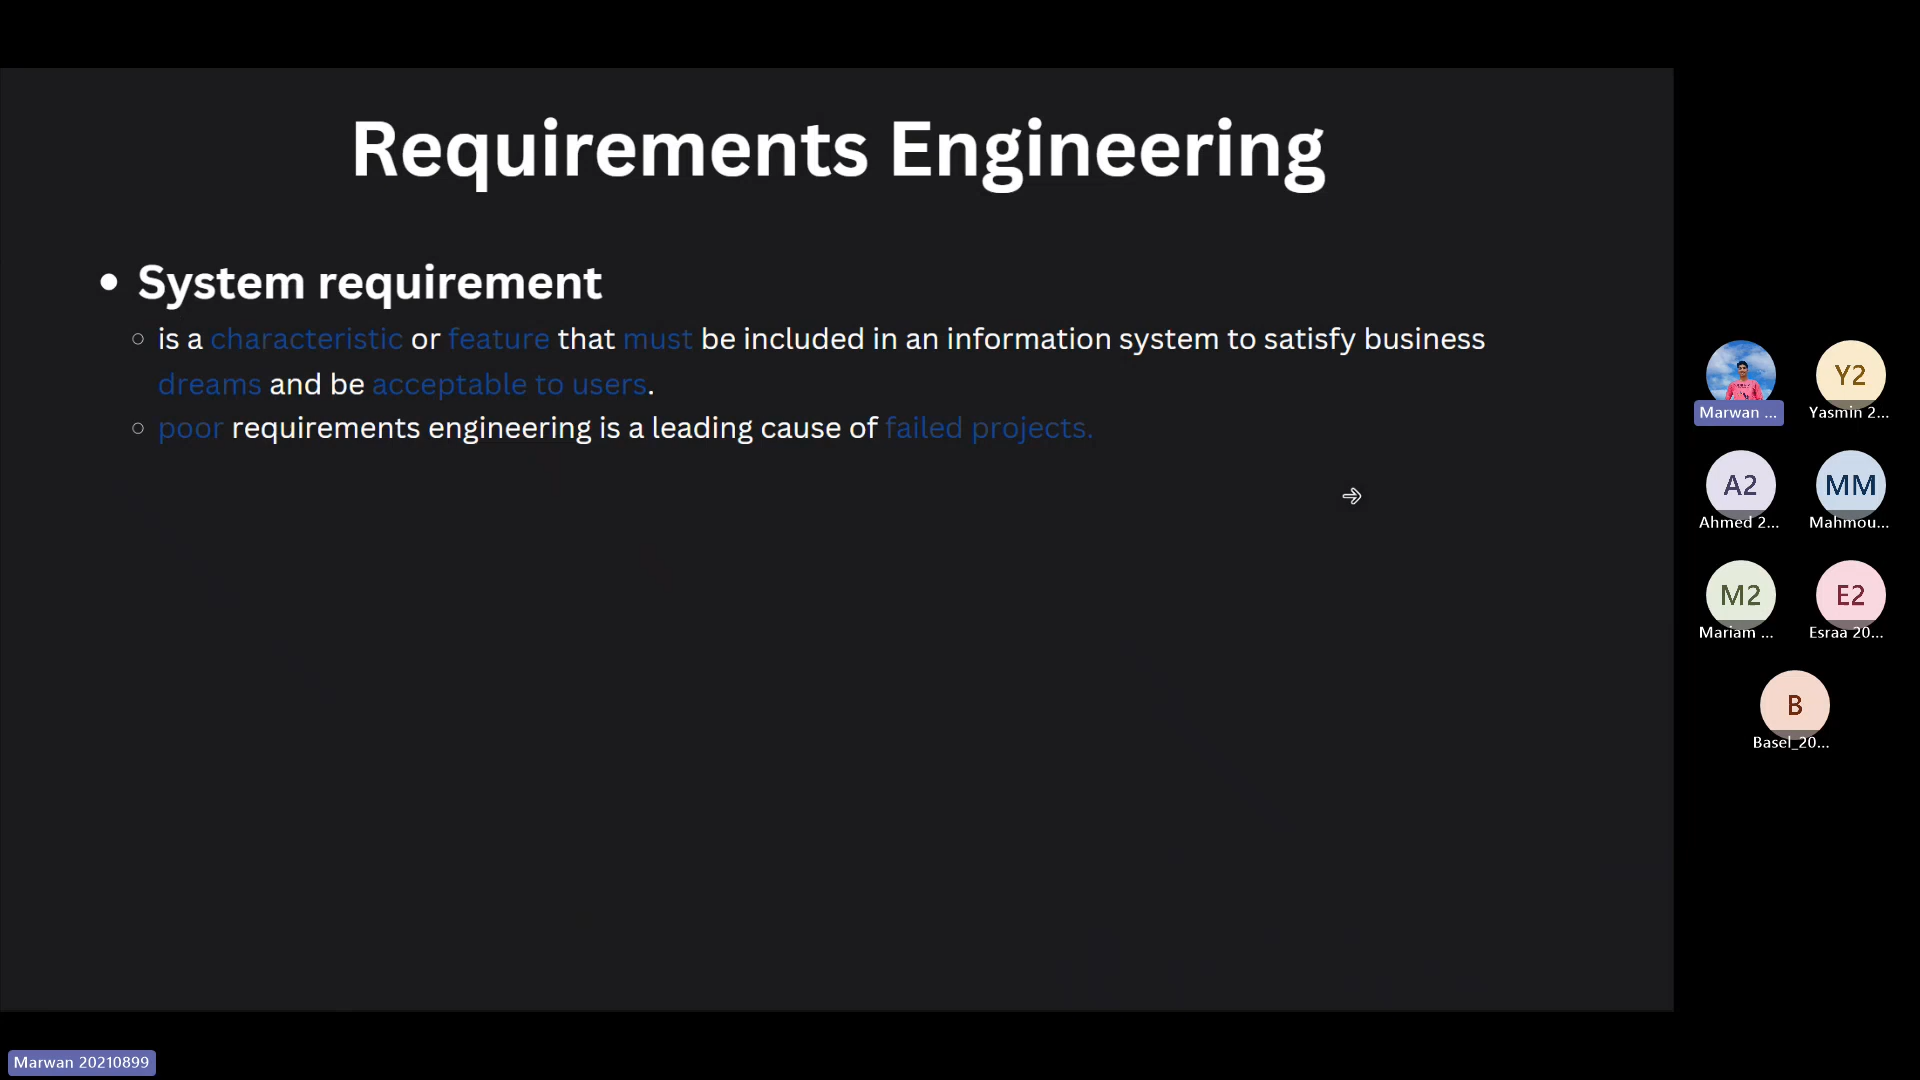 Requirements Engineering
• System requirement
○ is a characteristic or feature that must be included in an information system to satisfy business
dreams and be acceptable to users.
○ poor requirements engineering is a leading cause of failed projects.
Marwan ...
Y2
Yasmin 2...
A2
Ahmed 2...
MM
Mahmou...
M2
Mariam ...
E2
Esraa 20...
B
Basel_20...
Marwan 20210899